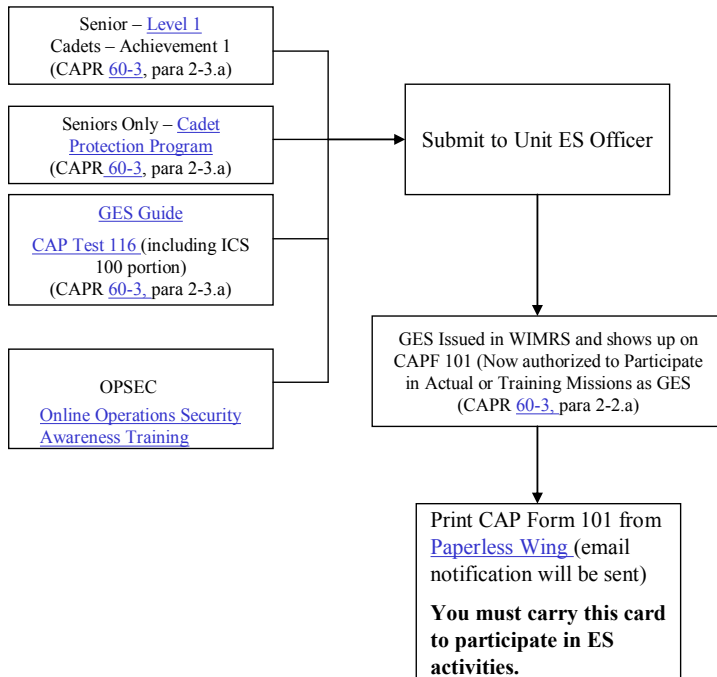 Senior – Level 1
Cadets – Achievement 1
(CAPR 60-3, para 2-3.a)
Seniors Only – Cadet
Protection Program
(CAPR 60-3, para 2-3.a)
GES Guide
CAP Test 116 (including ICS
100 portion)
(CAPR 60-3, para 2-3.a)
OPSEC
Online Operations Security
Awareness Training
Submit to Unit ES Officer
GES Issued in WIMRS and shows up on
CAPF 101 (Now authorized to Participate
in Actual or Training Missions as GES
(CAPR 60-3, para 2-2.a)
Print CAP Form 101 from
Paperless Wing (email
notification will be sent)
You must carry this card
to participate in ES
activities.